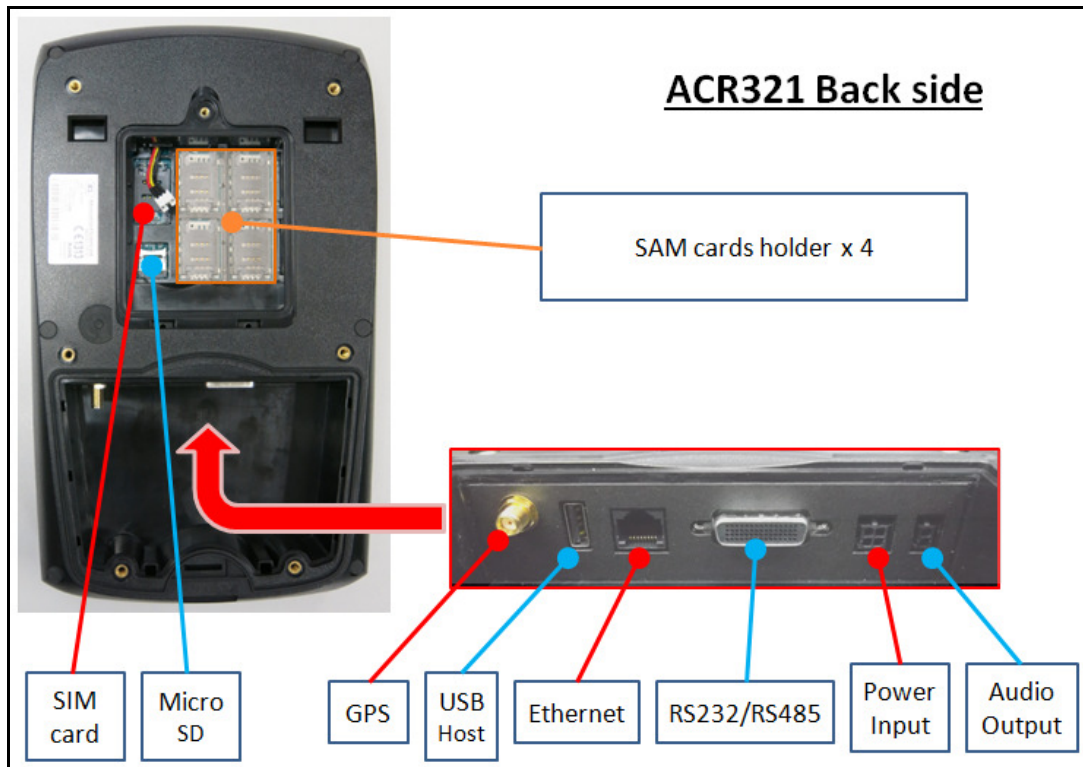 ACR321 Back side
SAM cards holder x 4
SIM
card
Micro
SD
GPS
USB
Host
Ethernet
RS232/RS485
Power
Input
Audio
Output